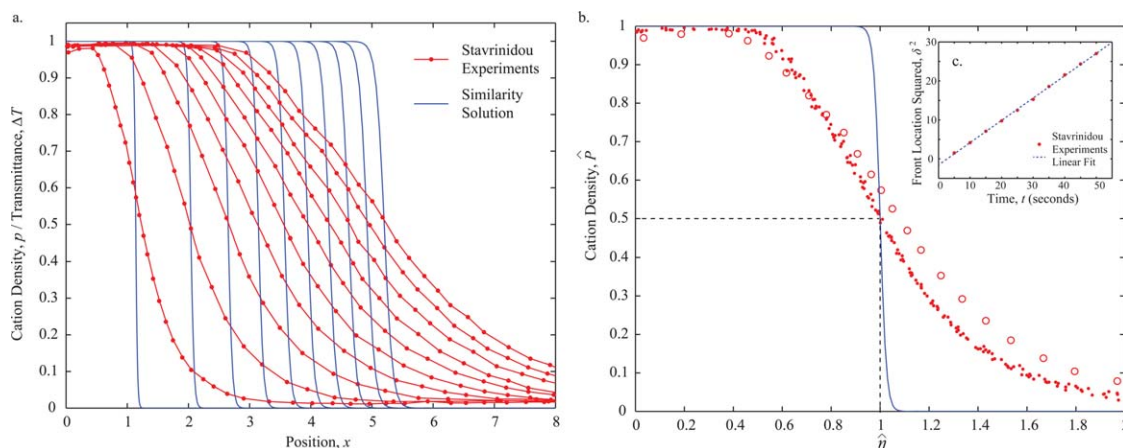 a.
1
0.9
0.8
0.7
0.6
0.5
0.4
0.3
0.2
0.1
0
Cation Density, p / Transmittance, ΔT
Stavrinidou
Experiments
Similarity
Solution
0 1 2 3 4 5 6 7 8
Position, x
b.
1
0.9
0.8
0.7
0.6
0.5
0.4
0.3
0.2
0.1
0
Cation Density, P̂
c.
30
20
10
0
Front Location Squared, δ²
Stavrinidou
Experiments
Linear Fit
0 10 20 30 40 50
Time, t (seconds)
0 0.2 0.4 0.6 0.8 1 1.2 1.4 1.6 1.8 2
η̂